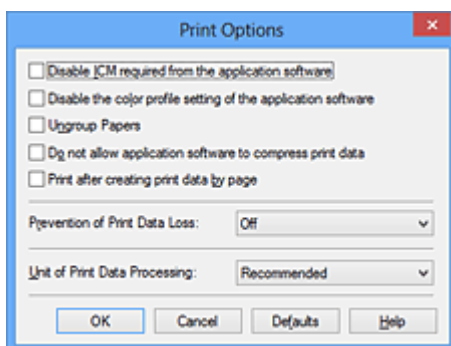 Print Options
Disable ICM required from the application software
Disable the color profile setting of the application software
Ungroup Papers
Do not allow application software to compress print data
Print after creating print data by page
Prevention of Print Data Loss: Off
Unit of Print Data Processing: Recommended
OK Cancel Defaults Help